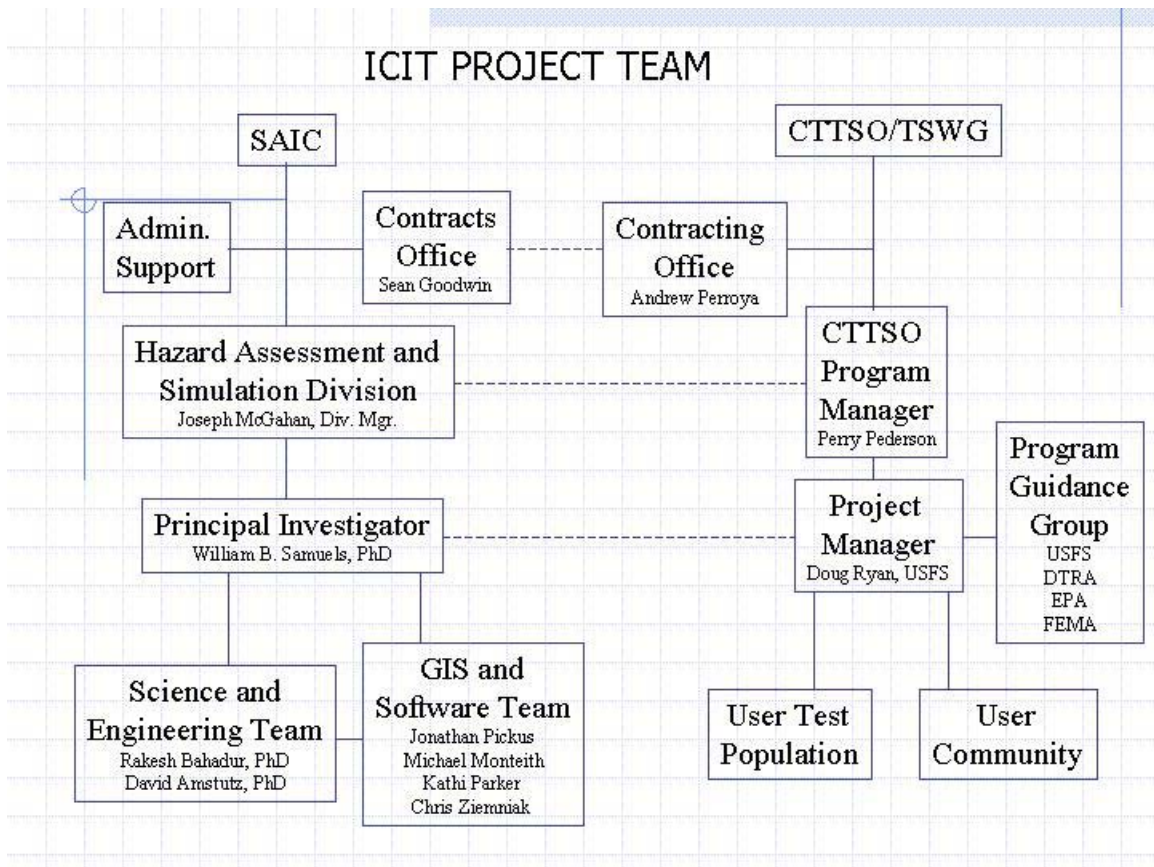 ICIT PROJECT TEAM
SAIC
CTTSO/TSWG
Admin.
Support
Contracts
Office
Sean Goodwin
Contracting
Office
Andrew Perroya
Hazard Assessment and
Simulation Division
Joseph McGahan, Div. Mgr.
CTTSO
Program
Manager
Perry Pederson
Program
Guidance
Group
USFS
DTRA
EPA
FEMA
Principal Investigator
William B. Samuels, PhD
Project
Manager
Doug Ryan, USFS
Science and
Engineering Team
Rakesh Bahadur, PhD
David Amstutz, PhD
GIS and
Software Team
Jonathan Pickus
Michael Monteith
Kathi Parker
Chris Ziemniak
User Test
Population
User
Community